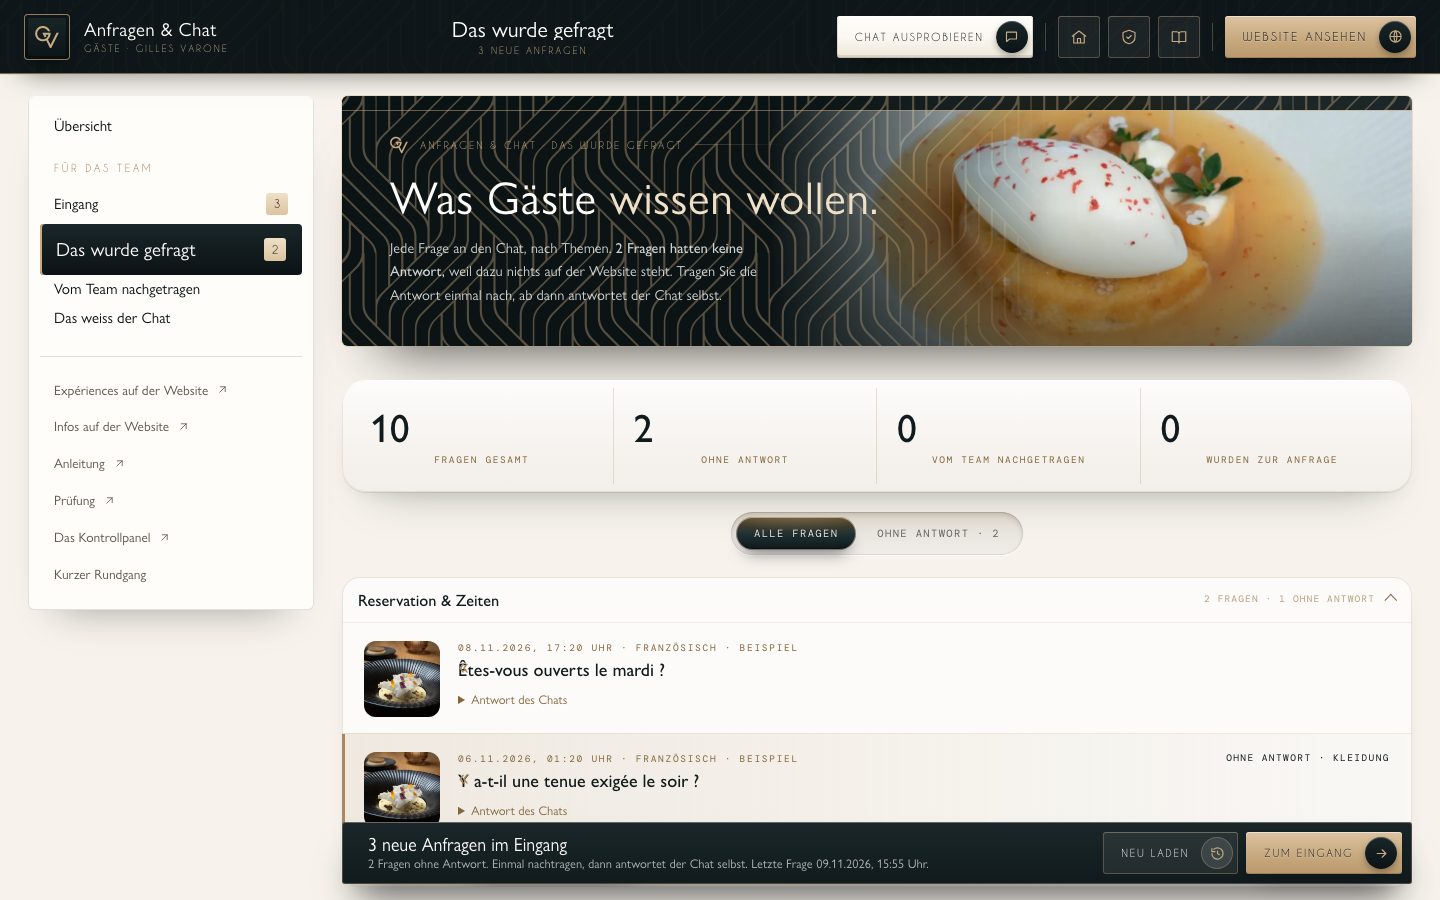 Anfragen & Chat
GÄSTE · GILLES VARONE
Das wurde gefragt
3 NEUE ANFRAGEN
CHAT AUSPROBIEREN
WEBSITE ANSEHEN
Übersicht
FÜR DAS TEAM
Eingang 3
Das wurde gefragt 2
Vom Team nachgetragen
Das weiss der Chat
Expériences auf der Website
Infos auf der Website
Anleitung
Prüfung
Das Kontrollpanel
Kurzer Rundgang
GV ANFRAGEN & CHAT · DAS WURDE GEFRAGT
Was Gäste wissen wollen.
Jede Frage an den Chat, nach Themen. 2 Fragen hatten keine
Antwort, weil dazu nichts auf der Website steht. Tragen Sie die
Antwort einmal nach, ab dann antwortet der Chat selbst.
10
FRAGEN GESAMT
2
OHNE ANTWORT
0
VOM TEAM NACHGETRAGEN
0
WURDEN ZUR ANFRAGE
ALLE FRAGEN
OHNE ANTWORT · 2
Reservation & Zeiten
2 FRAGEN · 1 OHNE ANTWORT
08.11.2026, 17:20 UHR · FRANZÖSISCH · BEISPIEL
Êtes-vous ouverts le mardi ?
Antwort des Chats
06.11.2026, 01:20 UHR · FRANZÖSISCH · BEISPIEL
OHNE ANTWORT · KLEIDUNG
Y a-t-il une tenue exigée le soir ?
Antwort des Chats
3 neue Anfragen im Eingang
2 Fragen ohne Antwort. Einmal nachtragen, dann antwortet der Chat selbst. Letzte Frage 09.11.2026, 15:55 Uhr.
NEU LADEN
ZUM EINGANG